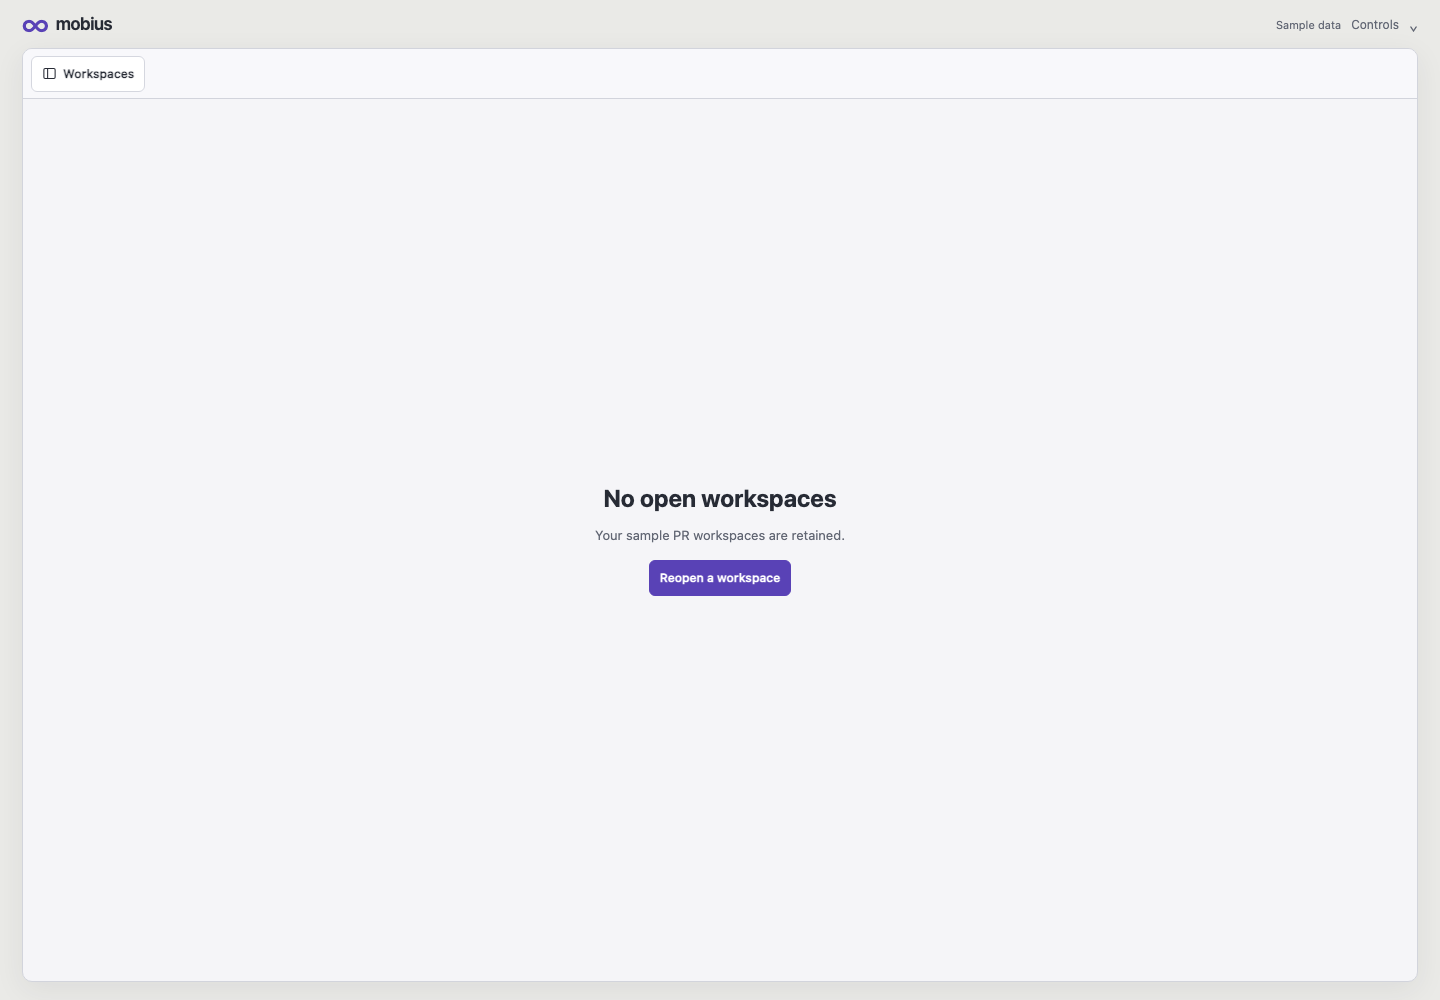 mobius
Sample data
Controls
Workspaces
No open workspaces
Your sample PR workspaces are retained.
Reopen a workspace